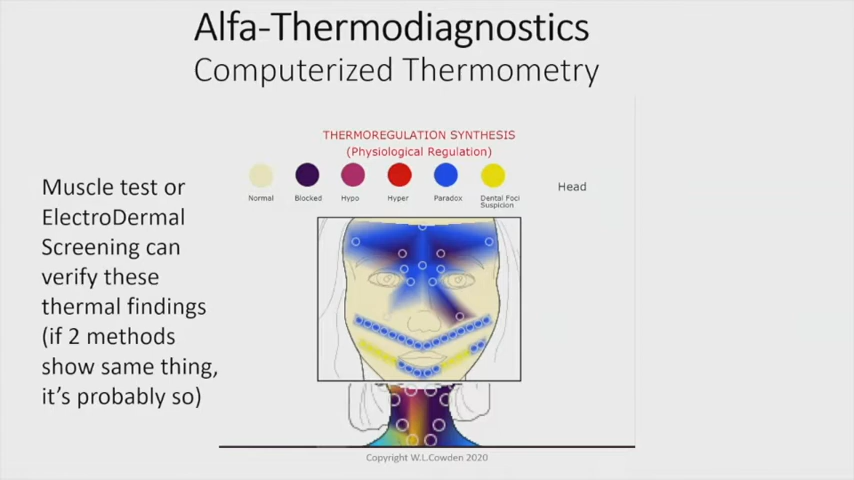 Alfa-Thermodiagnostics
Computerized Thermometry
THERMOREGULATION SYNTHESIS
(Physiological Regulation)
Normal
Blocked
Hypo
Hyper
Paradox
Dental Foci
Suspicion
Head
Muscle test or
ElectroDermal
Screening can
verify these
thermal findings
(if 2 methods
show same thing,
it's probably so)
Copyright W.L.Cowden 2020